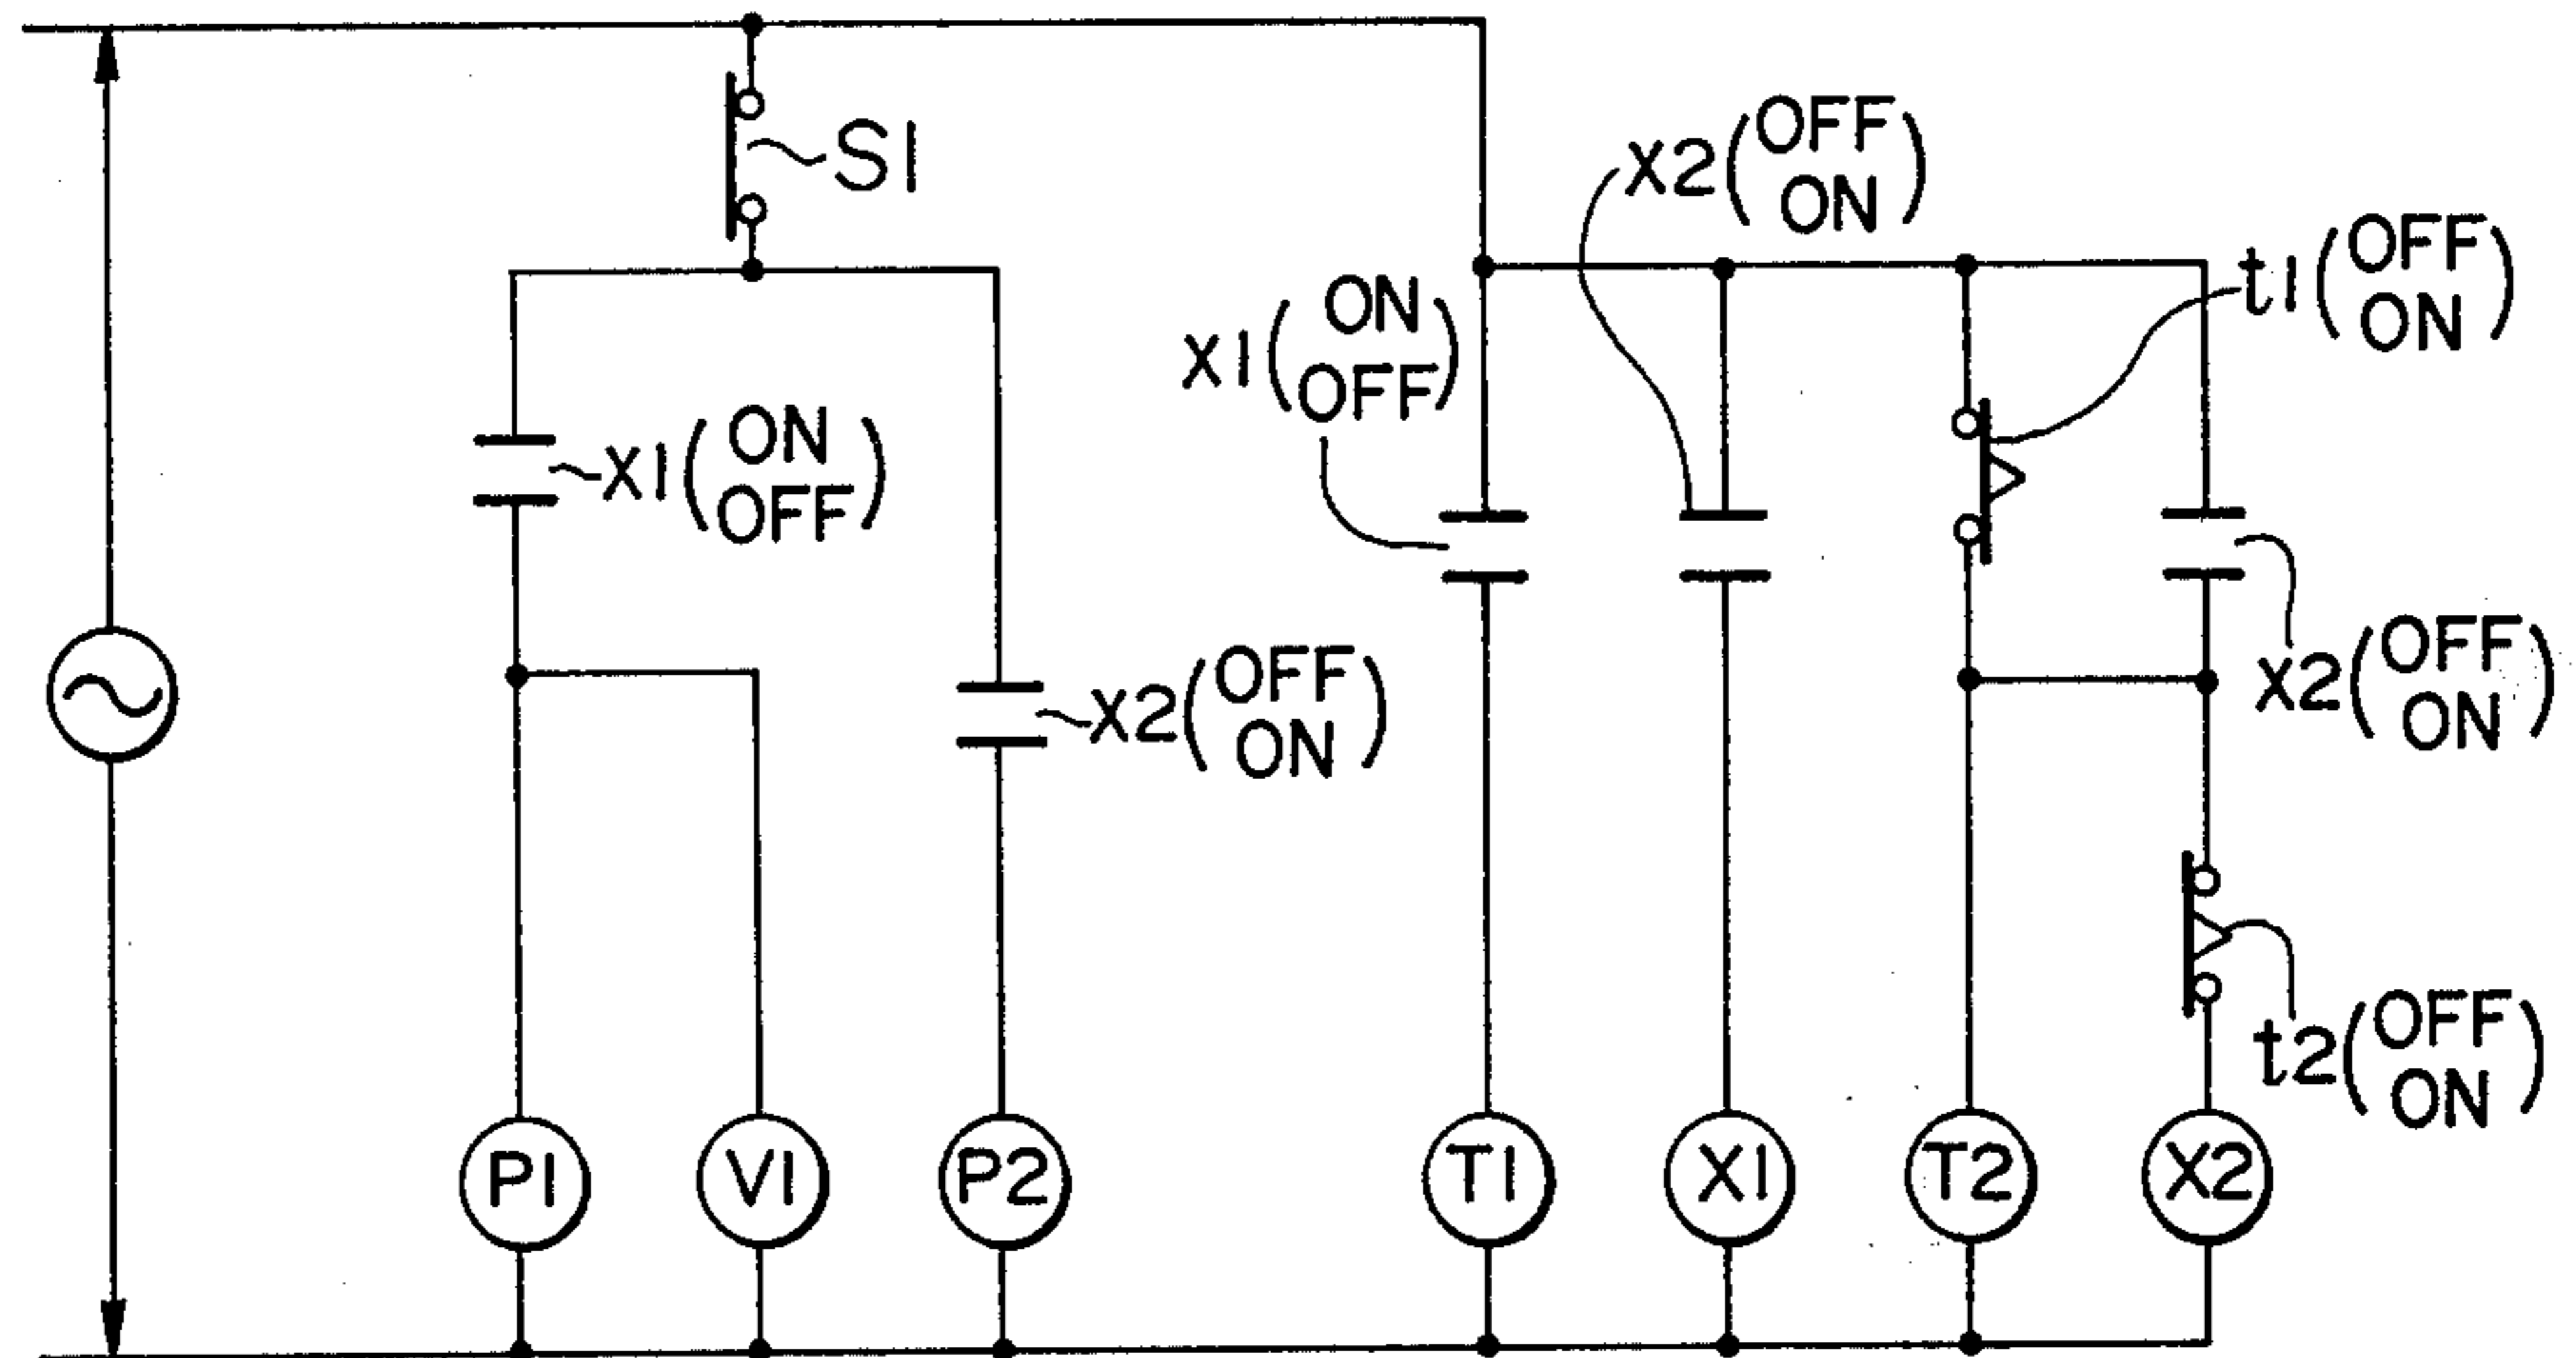 S1
X2 (OFF
ON)
t1 (OFF
ON)
X1 (ON
OFF)
X1 (ON
OFF)
X2 (OFF
ON)
X2 (OFF
ON)
t2 (OFF
ON)
P1 V1 P2 T1 X1 T2 X2